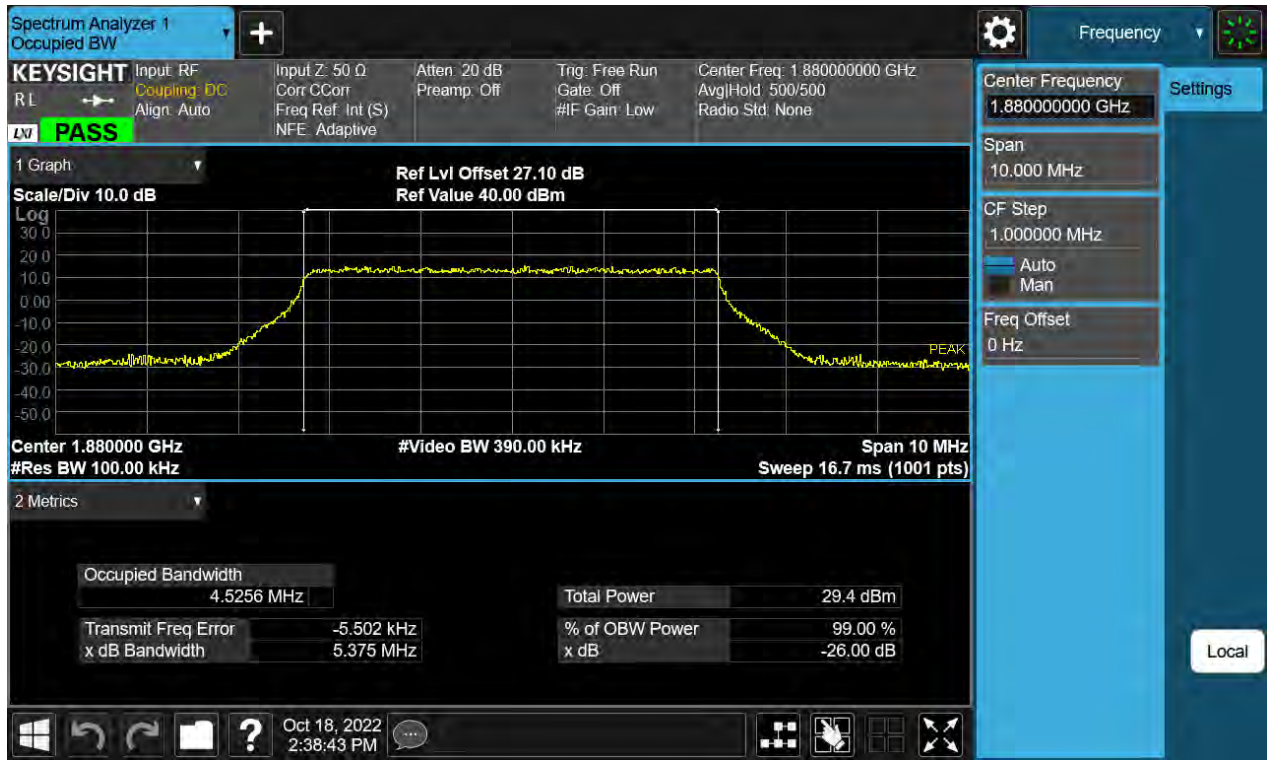 Spectrum Analyzer 1
Occupied BW
+
Frequency
KEYSIGHT
RL
LXI
PASS
Input: RF
Coupling: DC
Align: Auto
Input Z: 50 Ω
Corr CCorr
Freq Ref: Int (S)
NFE: Adaptive
Atten: 20 dB
Preamp: Off
Trig: Free Run
Gate: Off
#IF Gain: Low
Center Freq: 1.880000000 GHz
Avg|Hold: 500/500
Radio Std: None
Center Frequency
1.880000000 GHz
Settings
Span
10.000 MHz
CF Step
1.000000 MHz
Auto
Man
Freq Offset
0 Hz
Local
1 Graph
Scale/Div 10.0 dB
Ref Lvl Offset 27.10 dB
Ref Value 40.00 dBm
Log
30.0
20.0
10.0
0.00
-10.0
-20.0
-30.0
-40.0
-50.0
PEAK
Center 1.880000 GHz
#Video BW 390.00 kHz
Span 10 MHz
#Res BW 100.00 kHz
Sweep 16.7 ms (1001 pts)
2 Metrics
Occupied Bandwidth
4.5256 MHz
Total Power 29.4 dBm
Transmit Freq Error -5.502 kHz
% of OBW Power 99.00 %
x dB Bandwidth 5.375 MHz
x dB -26.00 dB
?
Oct 18, 2022
2:38:43 PM